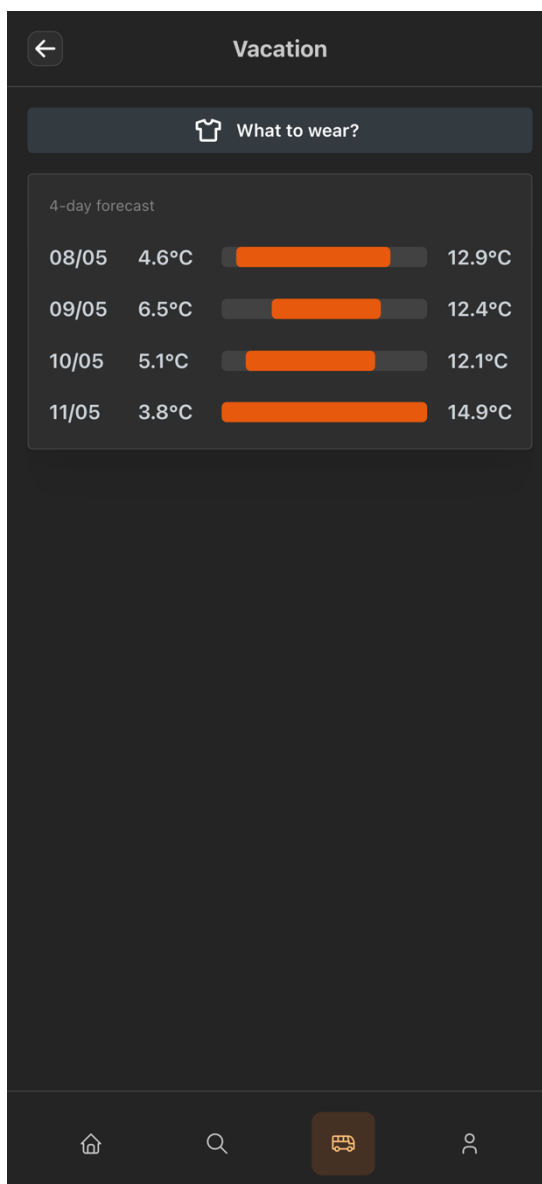 Vacation
What to wear?
4-day forecast
08/05 4.6°C 12.9°C
09/05 6.5°C 12.4°C
10/05 5.1°C 12.1°C
11/05 3.8°C 14.9°C